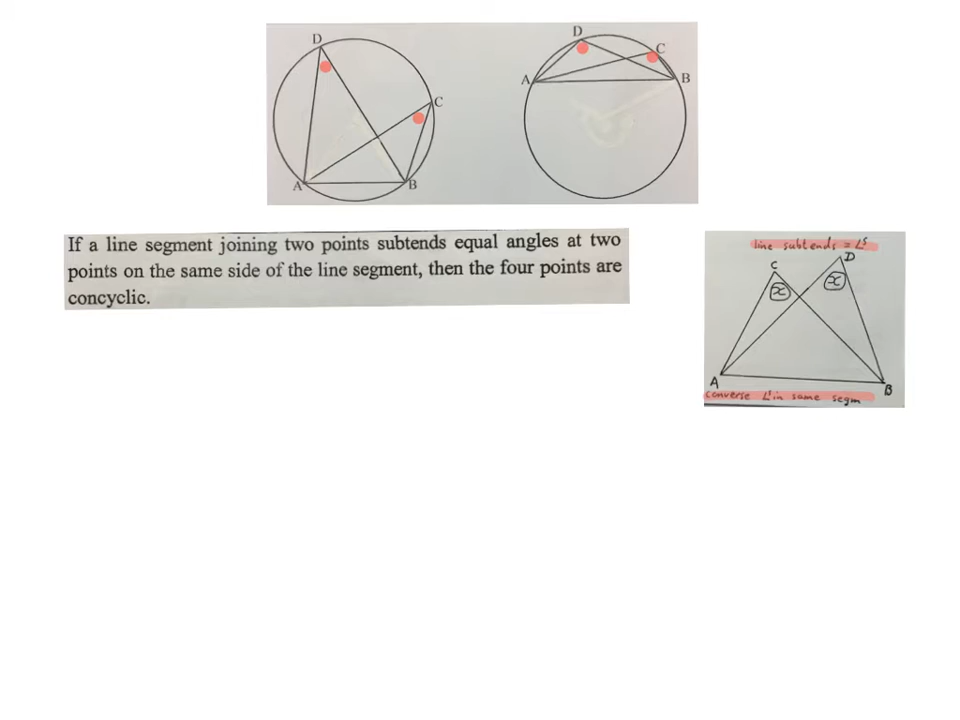 D
C
A
B
D
C
A
B
If a line segment joining two points subtends equal angles at two
points on the same side of the line segment, then the four points are
concyclic.
line subtends = ∠s
C
D
x
x
A
B
converse ∠s in same segm